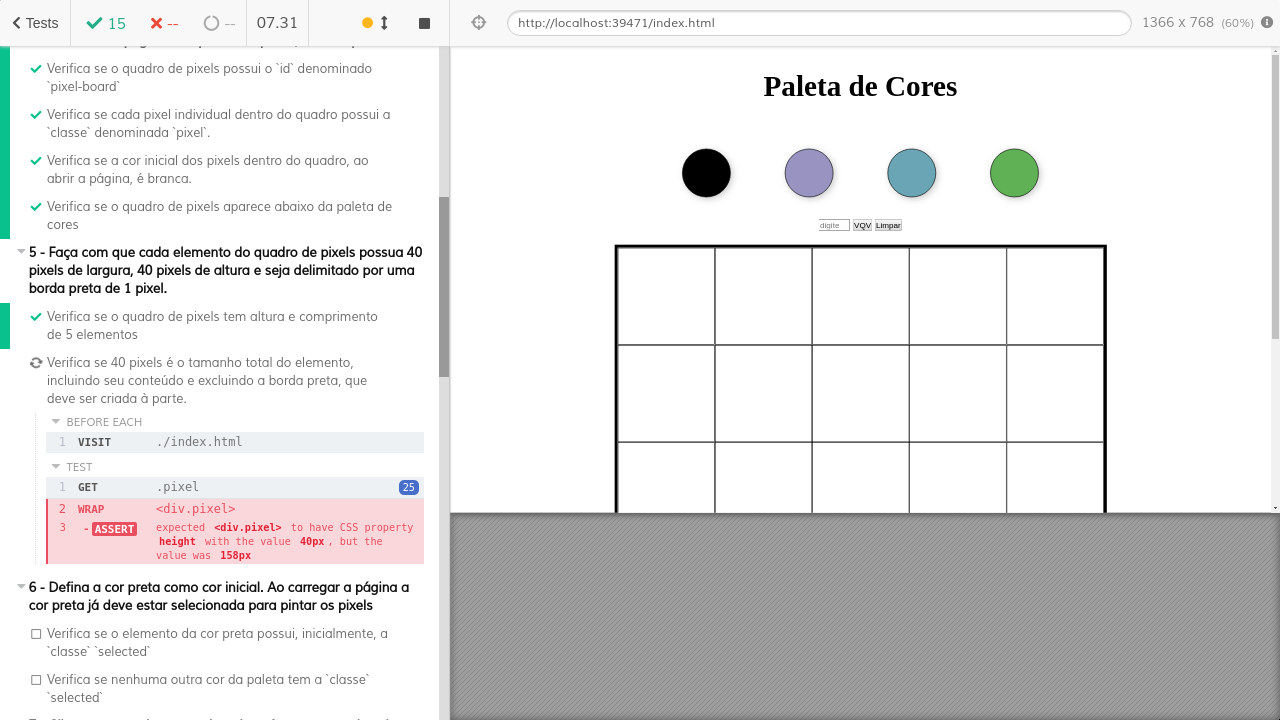 Tests
15
--
--
07.31
http://localhost:39471/index.html
1366 x 768 (60%)
Verifica se o quadro de pixels possui o `id` denominado
`pixel-board`
Verifica se cada pixel individual dentro do quadro possui a
`classe` denominada `pixel`.
Verifica se a cor inicial dos pixels dentro do quadro, ao
abrir a página, é branca.
Verifica se o quadro de pixels aparece abaixo da paleta de
cores
5 - Faça com que cada elemento do quadro de pixels possua 40
pixels de largura, 40 pixels de altura e seja delimitado por uma
borda preta de 1 pixel.
Verifica se o quadro de pixels tem altura e comprimento
de 5 elementos
Verifica se 40 pixels é o tamanho total do elemento,
incluindo seu conteúdo e excluindo a borda preta, que
deve ser criada à parte.
BEFORE EACH
1 VISIT ./index.html
TEST
1 GET .pixel 25
2 WRAP <div.pixel>
3 -ASSERT expected <div.pixel> to have CSS property
height with the value 40px, but the
value was 158px
6 - Defina a cor preta como cor inicial. Ao carregar a página a
cor preta já deve estar selecionada para pintar os pixels
Verifica se o elemento da cor preta possui, inicialmente, a
`classe` `selected`
Verifica se nenhuma outra cor da paleta tem a `classe`
`selected`
Paleta de Cores
digite VQV Limpar